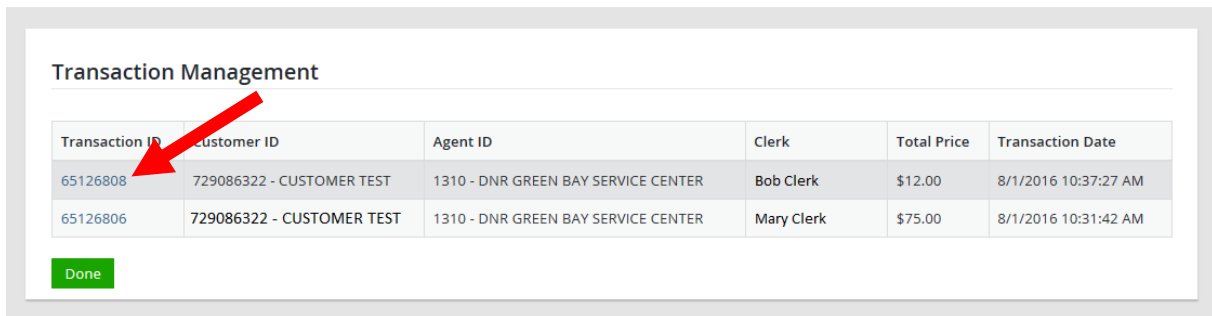 Transaction Management
Transaction ID Customer ID Agent ID Clerk Total Price Transaction Date
65126808 729086322 - CUSTOMER TEST 1310 - DNR GREEN BAY SERVICE CENTER Bob Clerk $12.00 8/1/2016 10:37:27 AM
65126806 729086322 - CUSTOMER TEST 1310 - DNR GREEN BAY SERVICE CENTER Mary Clerk $75.00 8/1/2016 10:31:42 AM
Done